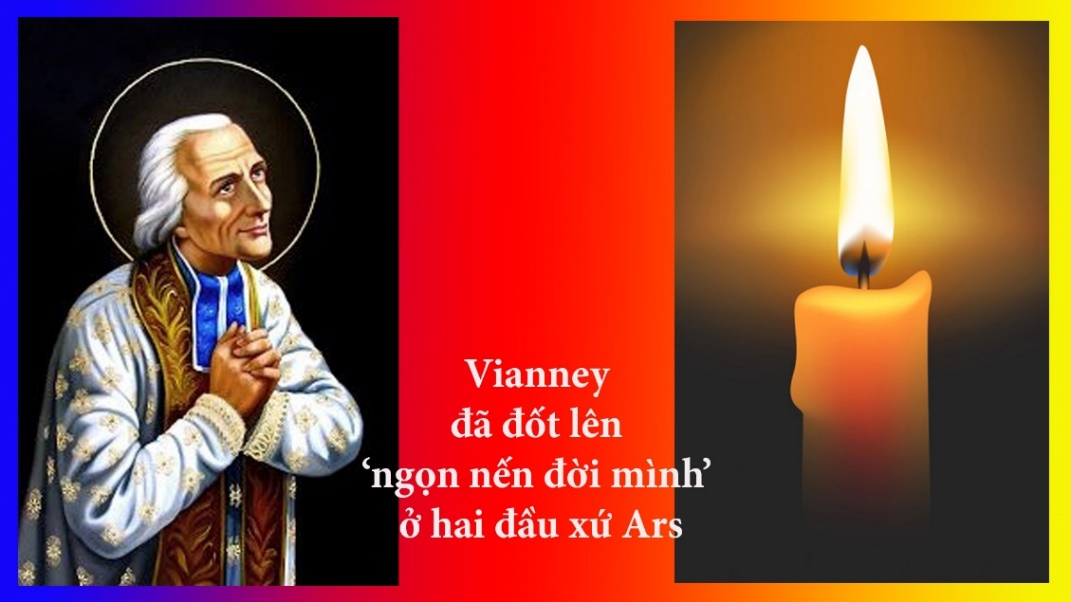 Vianney
đã đốt lên
‘ngọn nến đời mình’
ở hai đầu xứ Ars